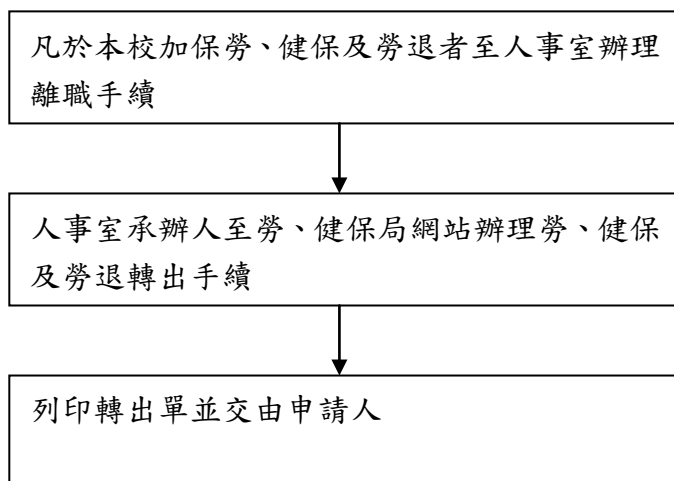 凡於本校加保勞、健保及勞退者至人事室辦理
離職手續
人事室承辦人至勞、健保局網站辦理勞、健保
及勞退轉出手續
列印轉出單並交由申請人